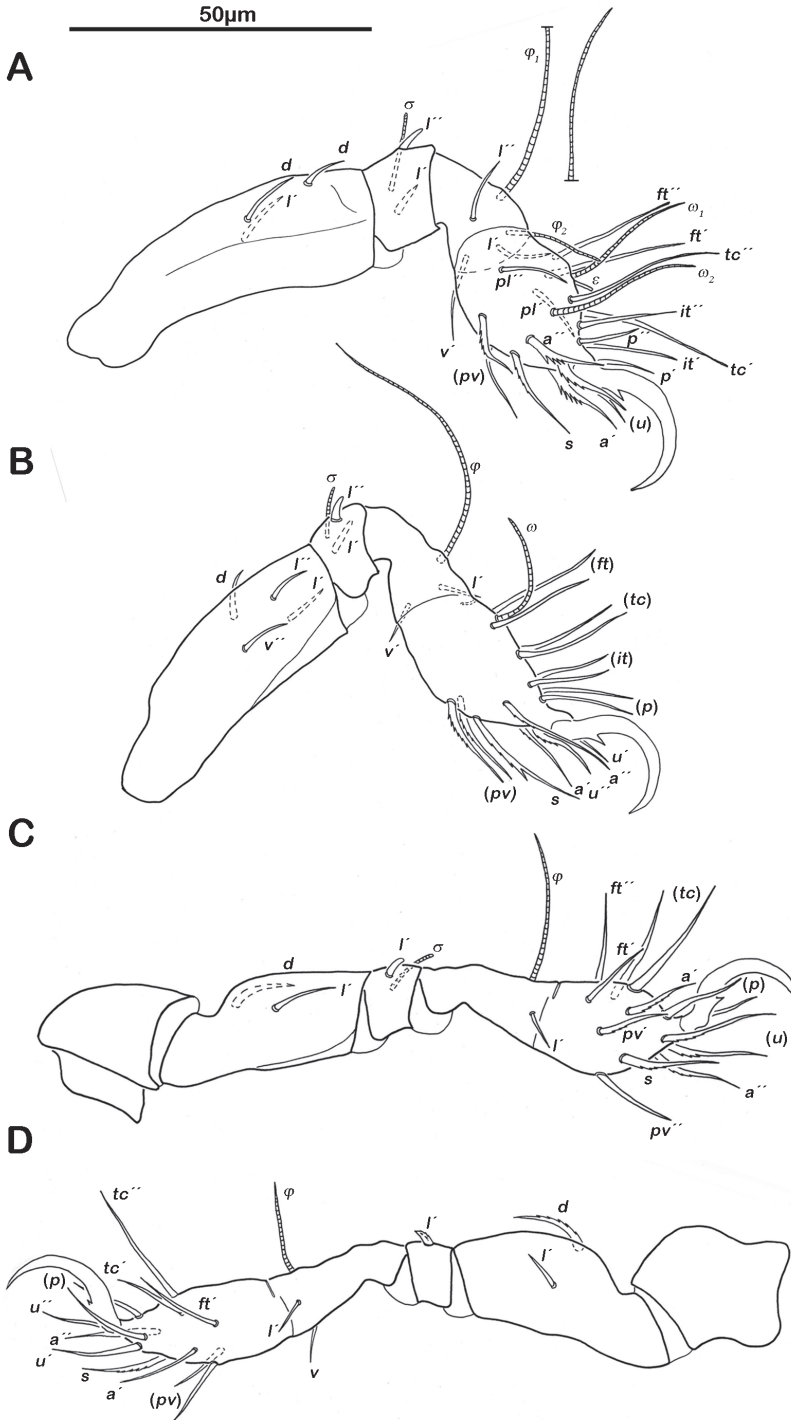 50µm
A
φ1
σ
l´´
d
d
l´
l´
l´´
ft´´
ω1
φ2
l´
ft´
tc´´
pl´´
ε
ω2
pl´
it´´
a´´
p´´
v´
it´
tc´
(pv)
p´
s
a´
(u)
B
φ
σ
l´´
l´
ω
d
l´´
l´
(ft)
l´
(tc)
v´´
v´
(it)
(p)
u´
(pv)
s
a´
u´´
a´´
C
φ
ft´´
(tc)
l´
σ
ft´
d
l´
a´
(p)
pv´
l´
(u)
s
a´´
pv´´
D
tc´´
φ
d
l´
tc´
(p)
l´
ft´
u´´
a´´
l´
u´
s
v
a´
(pv)